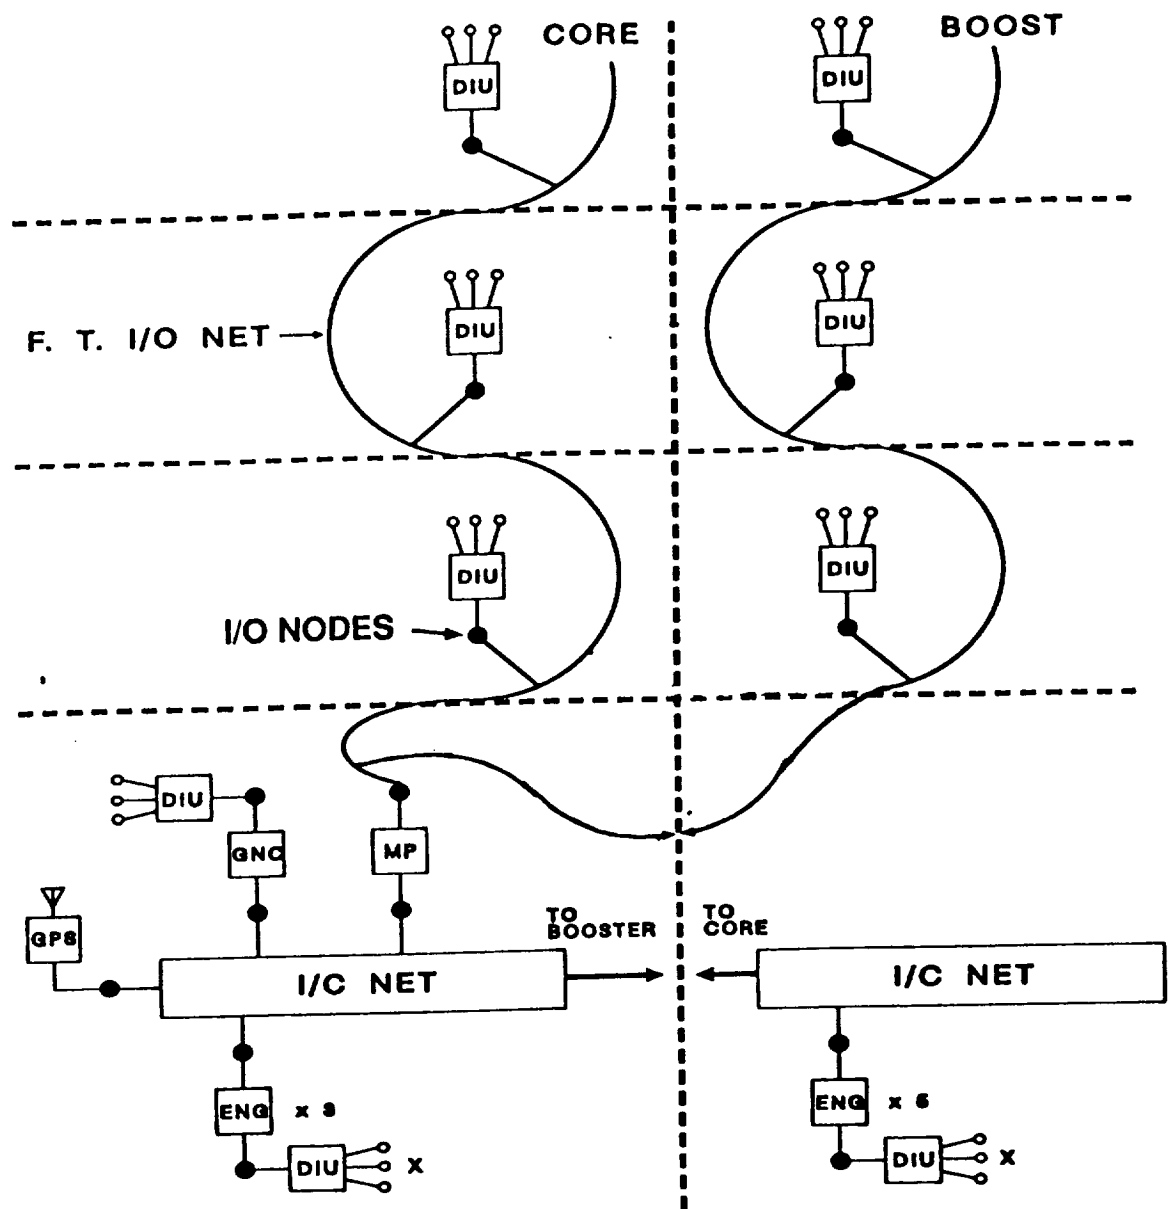 CORE
BOOST
DIU
DIU
F. T. I/O NET
DIU
DIU
DIU
DIU
I/O NODES
DIU
GNC
MP
GPS
TO
BOOSTER
TO
CORE
I/C NET
I/C NET
ENG
x 3
ENG
DIU
X
DIU
X